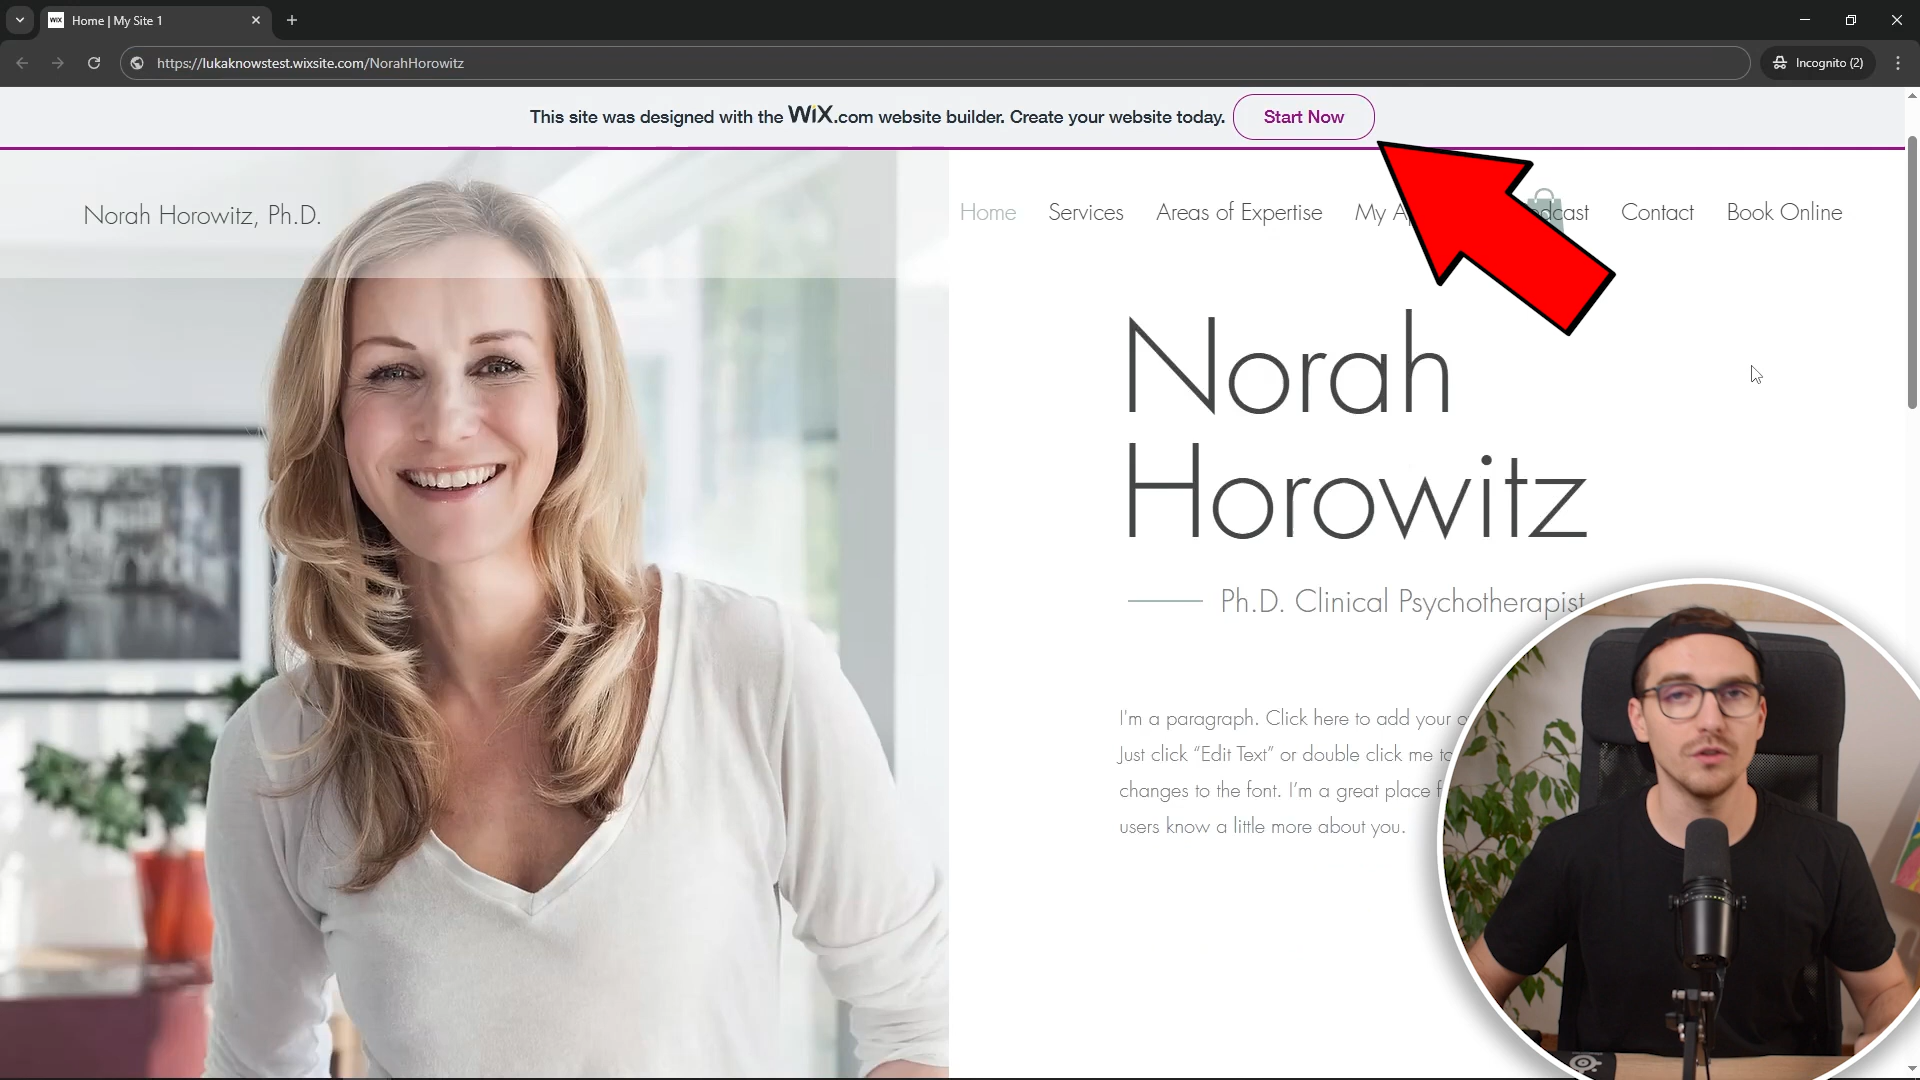 WiX Home | My Site 1
https://lukaknowstest.wixsite.com/NorahHorowitz
Incognito (2)
This site was designed with the WiX.com website builder. Create your website today. Start Now
Norah Horowitz, Ph.D.
Home Services Areas of Expertise My Contact Book Online
Norah
Horowitz
Ph.D. Clinical Psychotherapist
I'm a paragraph. Click here to add your
Just click “Edit Text” or double click me to
changes to the font. I’m a great place
users know a little more about you.